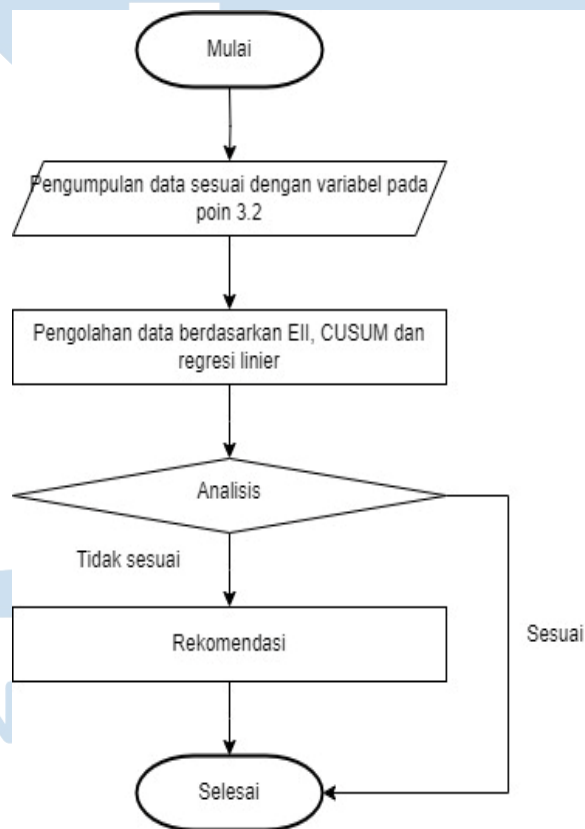 Mulai
Pengumpulan data sesuai dengan variabel pada
poin 3.2
Pengolahan data berdasarkan EII, CUSUM dan
regresi linier
Analisis
Tidak sesuai
Rekomendasi
Sesuai
Selesai